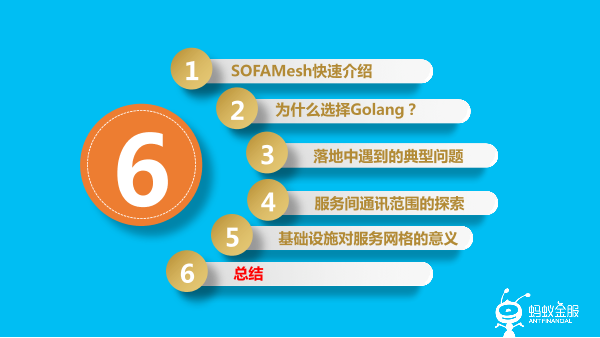 6
1 SOFAMesh快速介绍
2 为什么选择Golang？
3 落地中遇到的典型问题
4 服务间通讯范围的探索
5 基础设施对服务网格的意义
6 总结
蚂蚁金服
ANT FINANCIAL